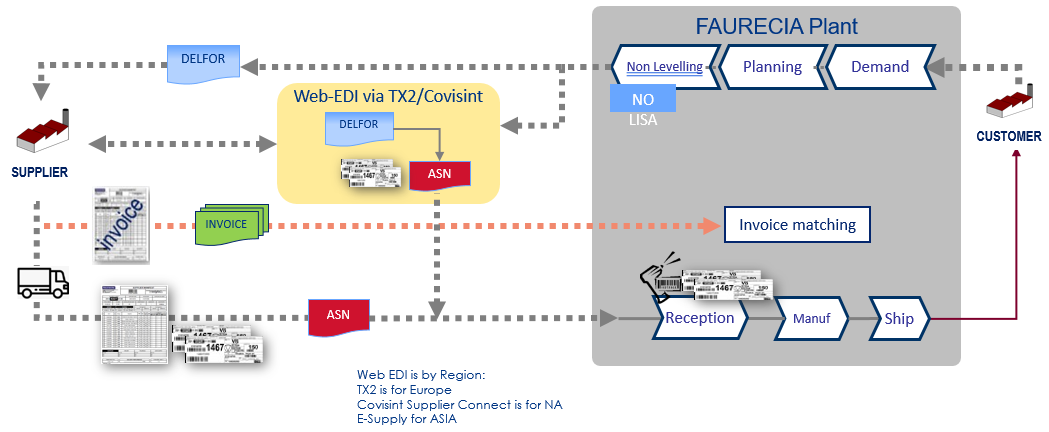 FAURECIA Plant
DELFOR
Non Levelling
Planning
Demand
NO
LISA
Web-EDI via TX2/Covisint
DELFOR
ASN
1467
CUSTOMER
SUPPLIER
invoice
INVOICE
Invoice matching
1467
Reception
Manuf
Ship
ASN
1467
Web EDI is by Region:
TX2 is for Europe
Covisint Supplier Connect is for NA
E-Supply for ASIA